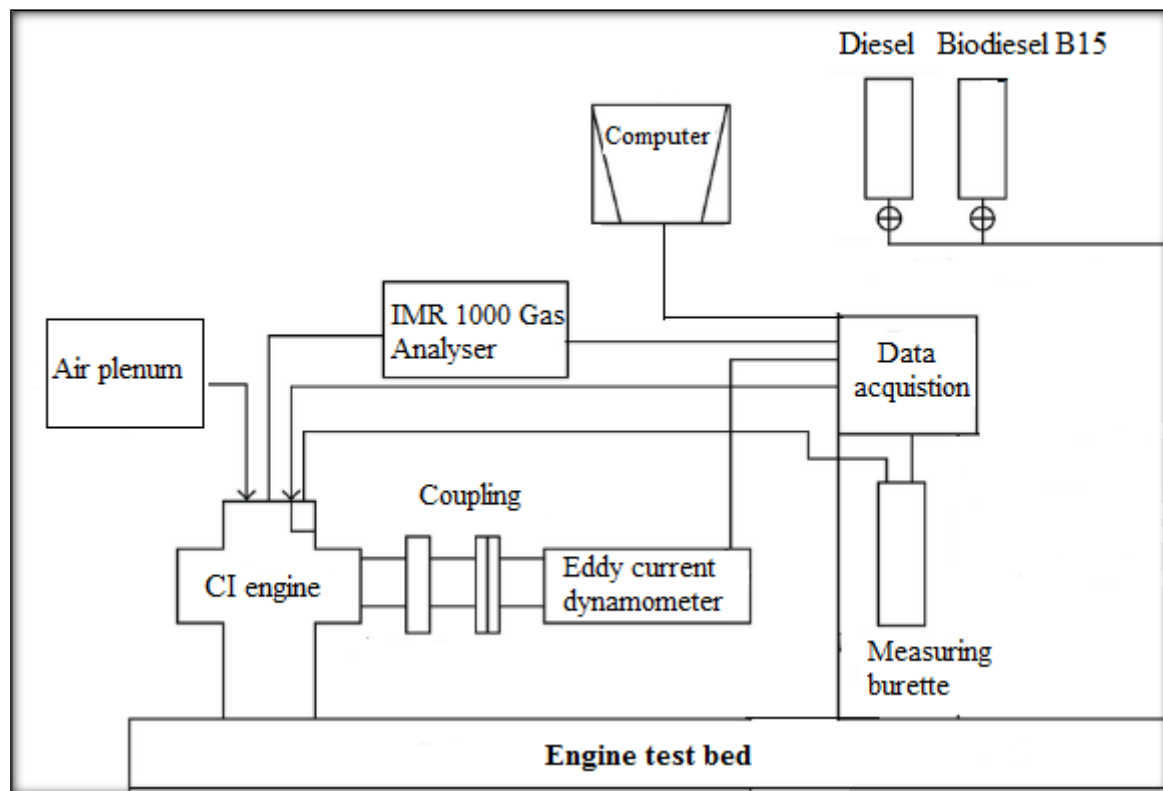 Diesel
Biodiesel B15
Computer
IMR 1000 Gas
Analyser
Air plenum
Data
acquistion
Coupling
CI engine
Eddy current
dynamometer
Measuring
burette
Engine test bed